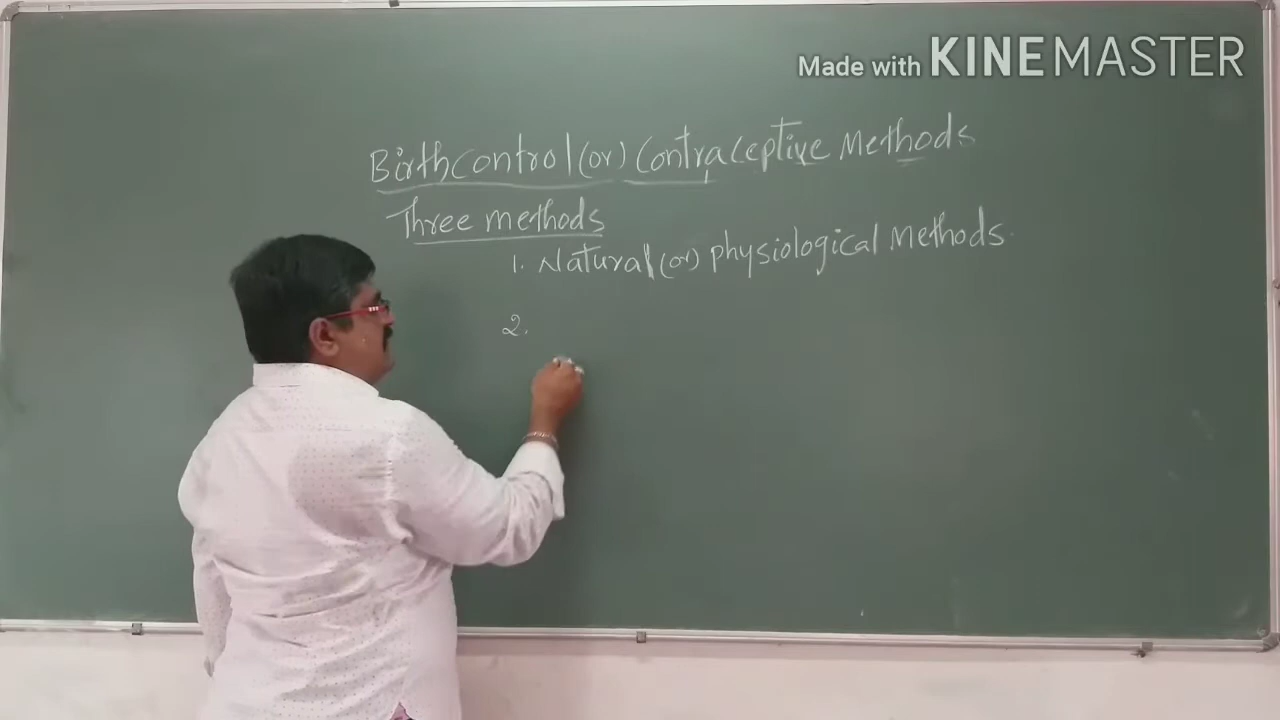 Made with KINEMASTER
Birthcontrol (or) Contraceptive Methods
Three methods
1. Natural (or) physiological Methods.
2.